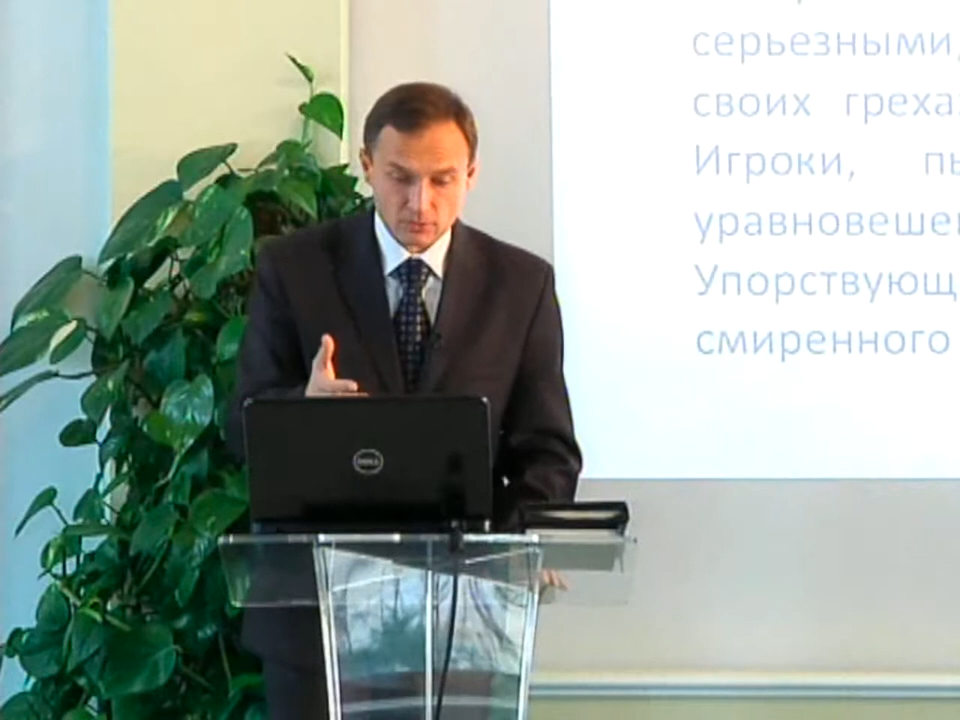 серьезными,
своих греха
Игроки, пь
уравновешен
Упорствующ
смиренного
DELL